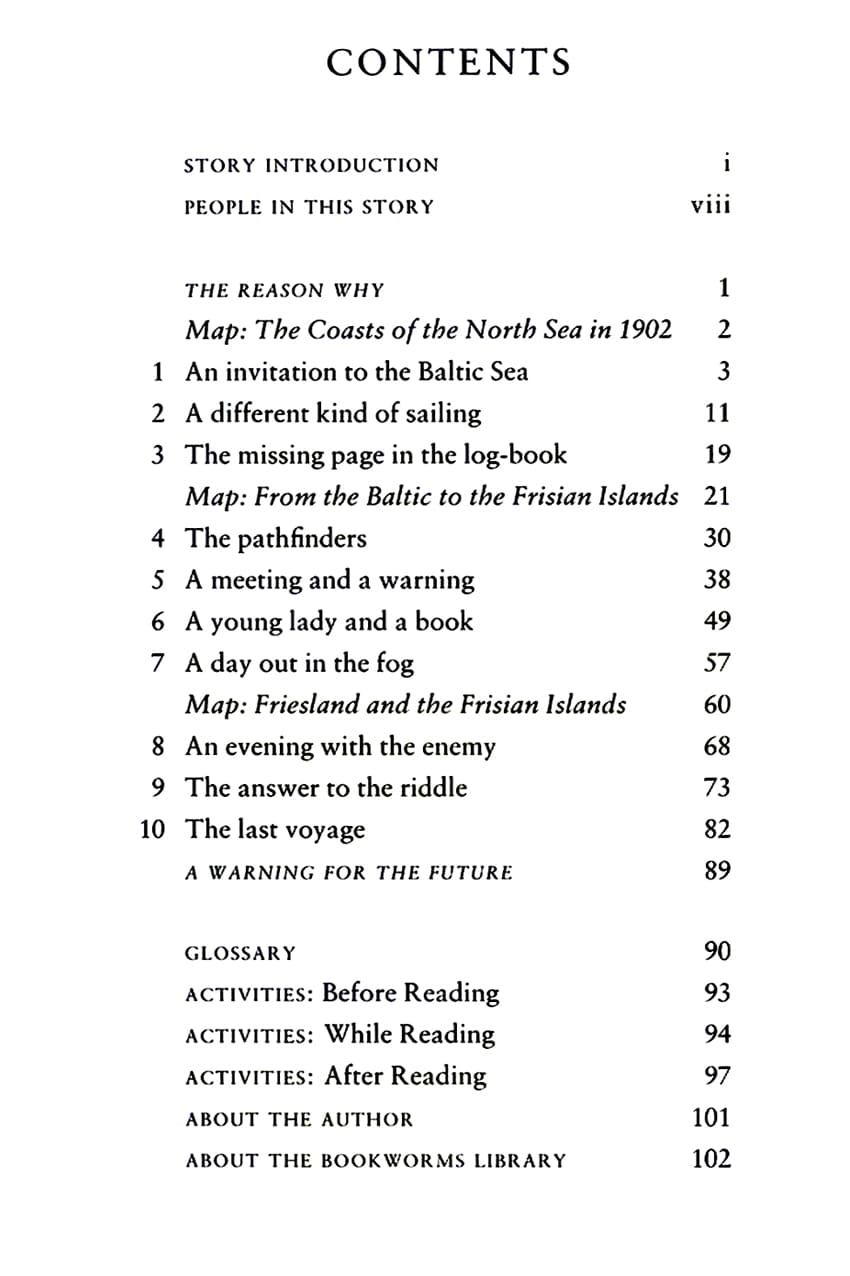 CONTENTS
STORY INTRODUCTION i
PEOPLE IN THIS STORY viii
THE REASON WHY 1
Map: The Coasts of the North Sea in 1902 2
1 An invitation to the Baltic Sea 3
2 A different kind of sailing 11
3 The missing page in the log-book 19
Map: From the Baltic to the Frisian Islands 21
4 The pathfinders 30
5 A meeting and a warning 38
6 A young lady and a book 49
7 A day out in the fog 57
Map: Friesland and the Frisian Islands 60
8 An evening with the enemy 68
9 The answer to the riddle 73
10 The last voyage 82
A WARNING FOR THE FUTURE 89
GLOSSARY 90
ACTIVITIES: Before Reading 93
ACTIVITIES: While Reading 94
ACTIVITIES: After Reading 97
ABOUT THE AUTHOR 101
ABOUT THE BOOKWORMS LIBRARY 102